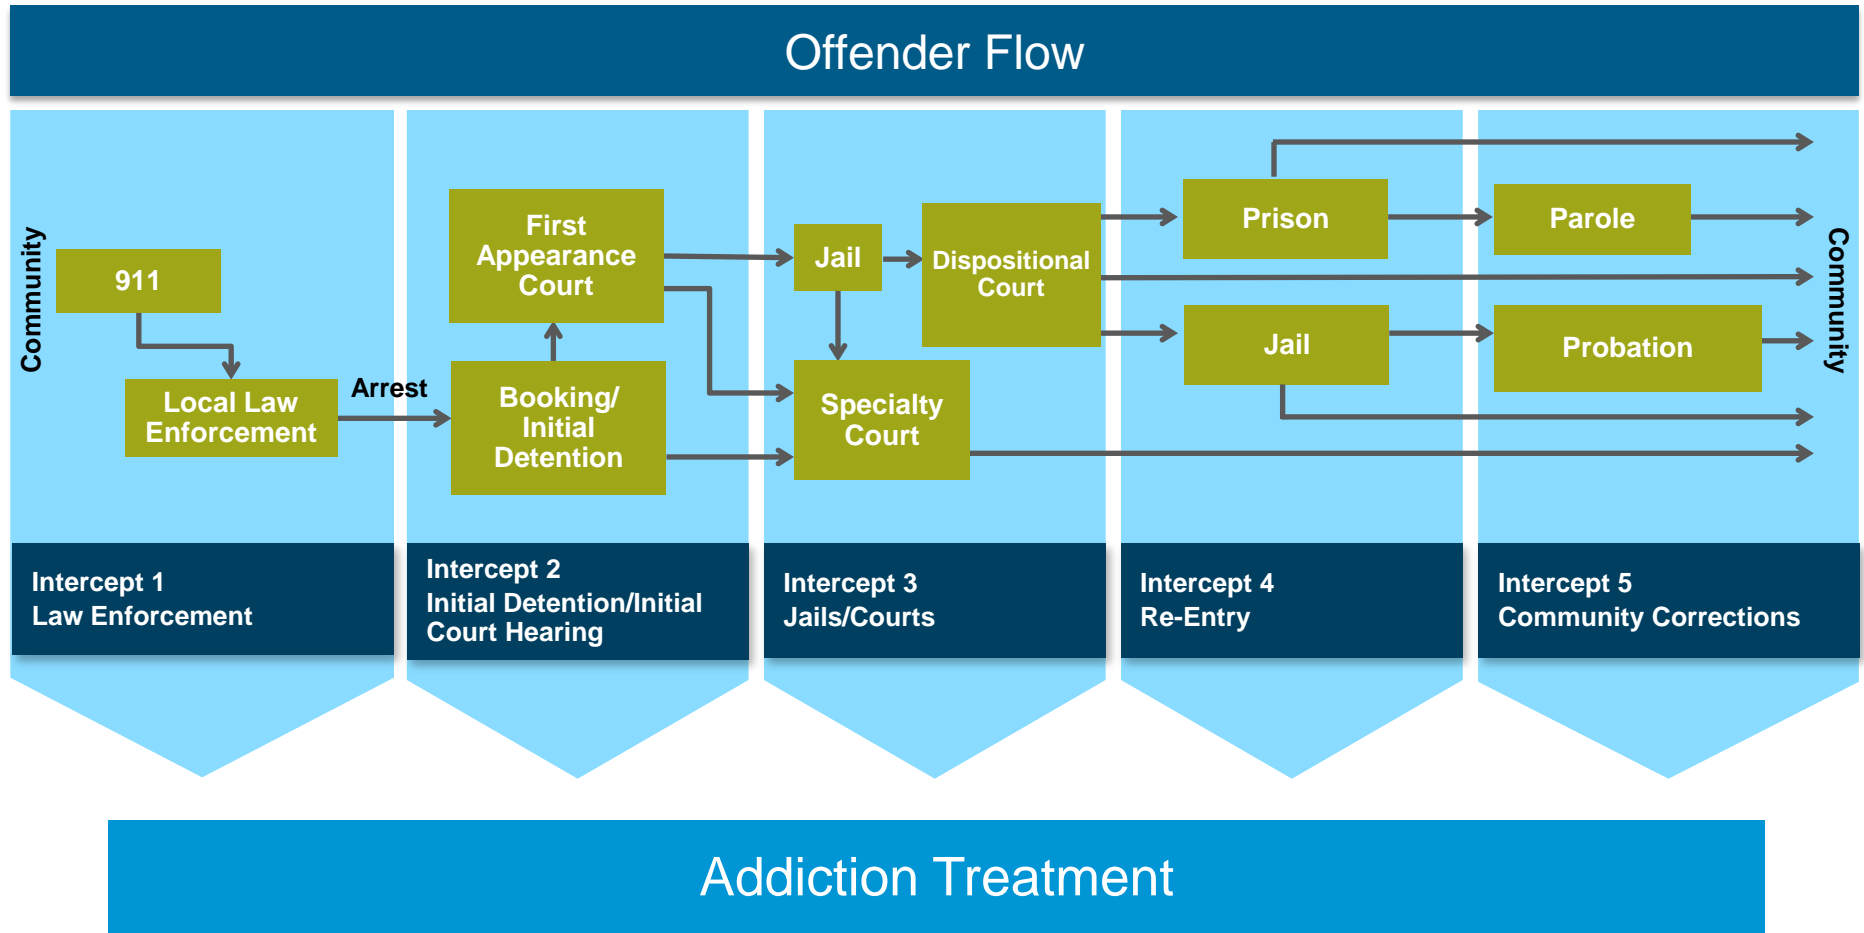 Offender Flow
Community
911
Local Law
Enforcement
Arrest
First
Appearance
Court
Booking/
Initial
Detention
Jail
Dispositional
Court
Specialty
Court
Prison
Jail
Parole
Probation
Community
Intercept 1
Law Enforcement
Intercept 2
Initial Detention/Initial
Court Hearing
Intercept 3
Jails/Courts
Intercept 4
Re-Entry
Intercept 5
Community Corrections
Addiction Treatment